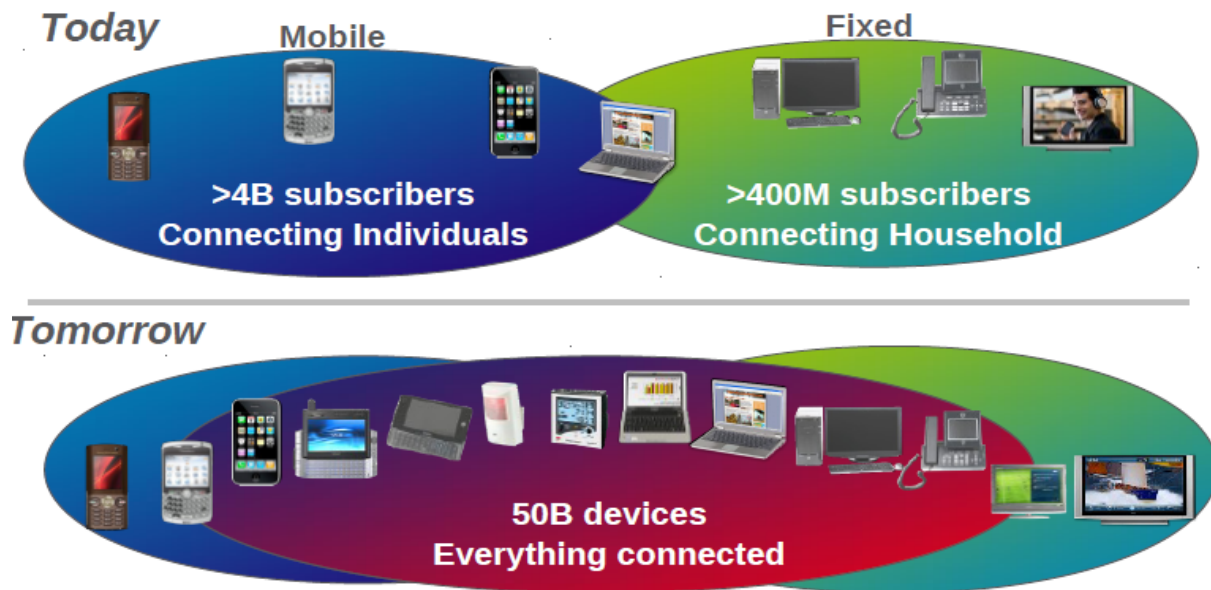 Today
Mobile
Fixed
>4B subscribers
Connecting Individuals
>400M subscribers
Connecting Household
Tomorrow
50B devices
Everything connected